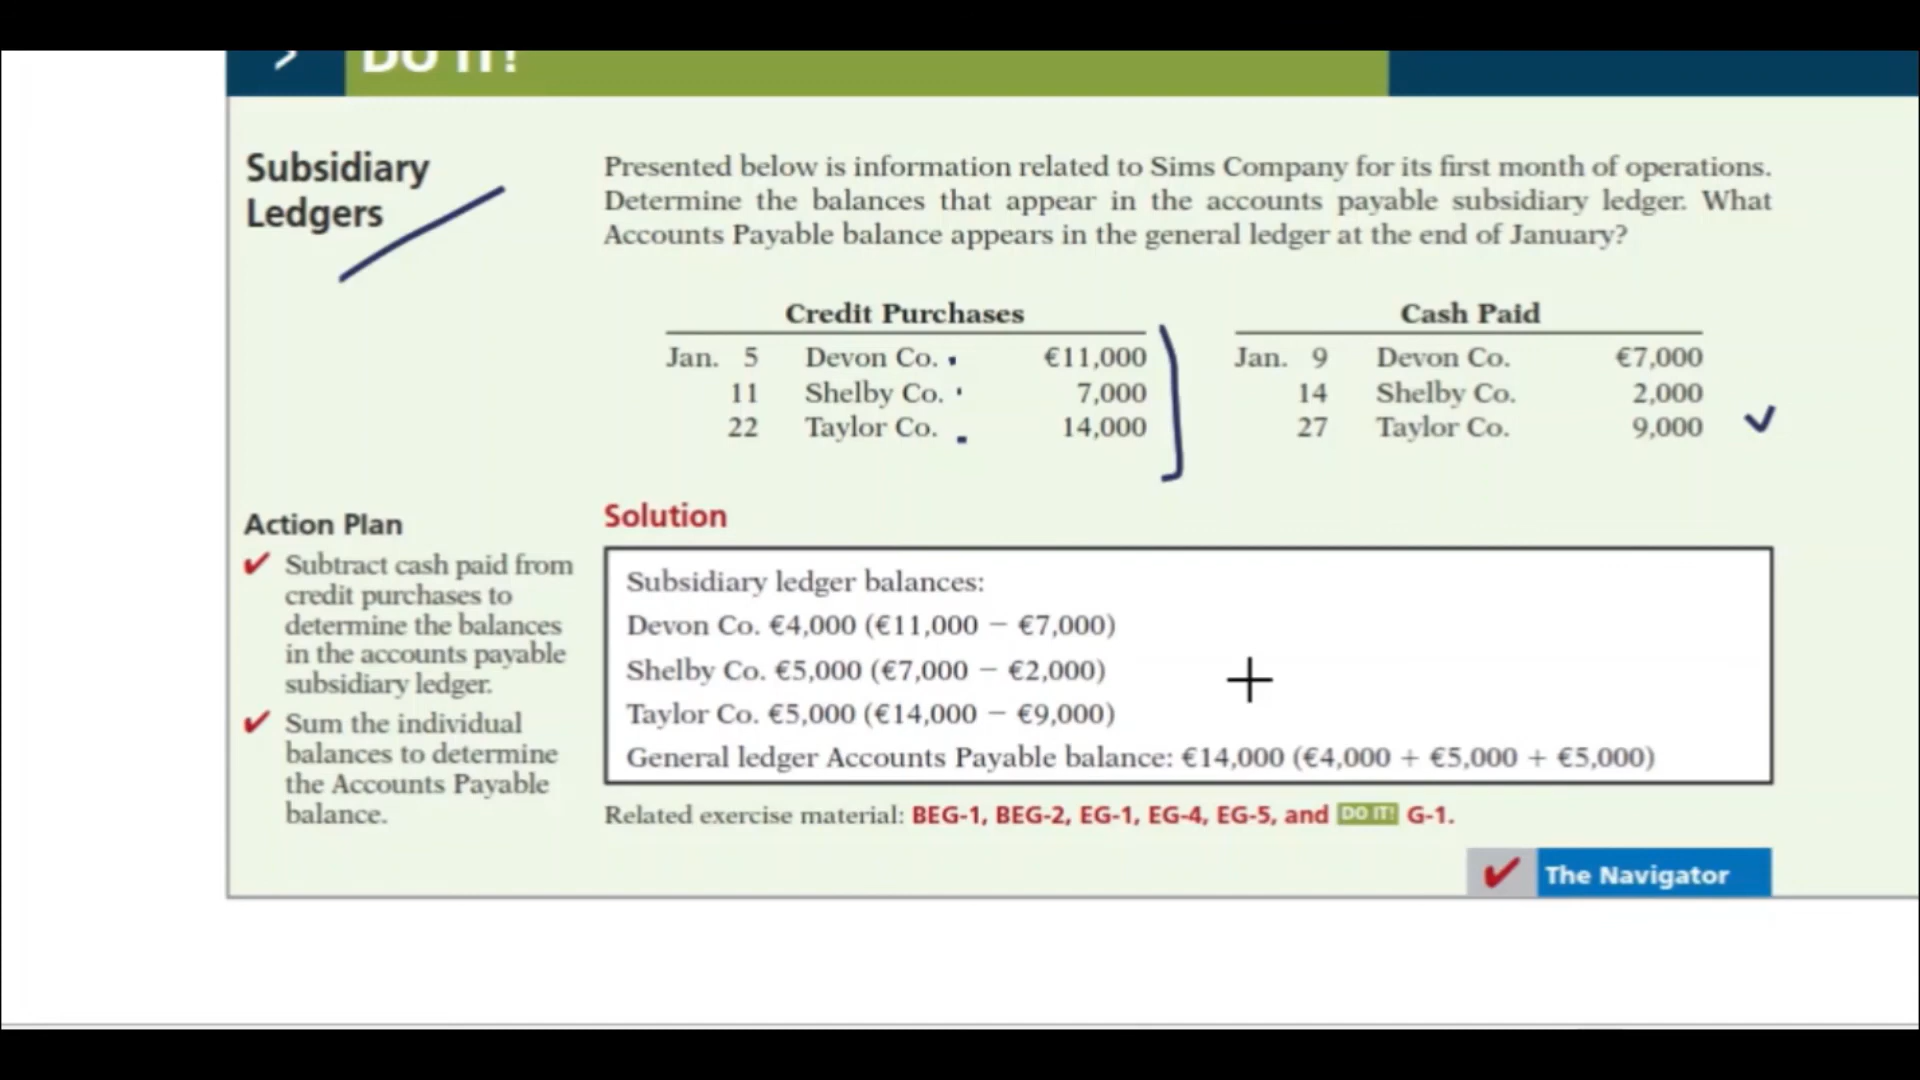 DO IT!
Subsidiary
Ledgers
Presented below is information related to Sims Company for its first month of operations.
Determine the balances that appear in the accounts payable subsidiary ledger. What
Accounts Payable balance appears in the general ledger at the end of January?
Credit Purchases
Jan. 5 Devon Co. €11,000
11 Shelby Co. 7,000
22 Taylor Co. 14,000
Cash Paid
Jan. 9 Devon Co. €7,000
14 Shelby Co. 2,000
27 Taylor Co. 9,000
Action Plan
✔ Subtract cash paid from
credit purchases to
determine the balances
in the accounts payable
subsidiary ledger.
✔ Sum the individual
balances to determine
the Accounts Payable
balance.
Solution
Subsidiary ledger balances:
Devon Co. €4,000 (€11,000 − €7,000)
Shelby Co. €5,000 (€7,000 − €2,000)
Taylor Co. €5,000 (€14,000 − €9,000)
General ledger Accounts Payable balance: €14,000 (€4,000 + €5,000 + €5,000)
Related exercise material: BEG-1, BEG-2, EG-1, EG-4, EG-5, and DO IT! G-1.
✔ The Navigator